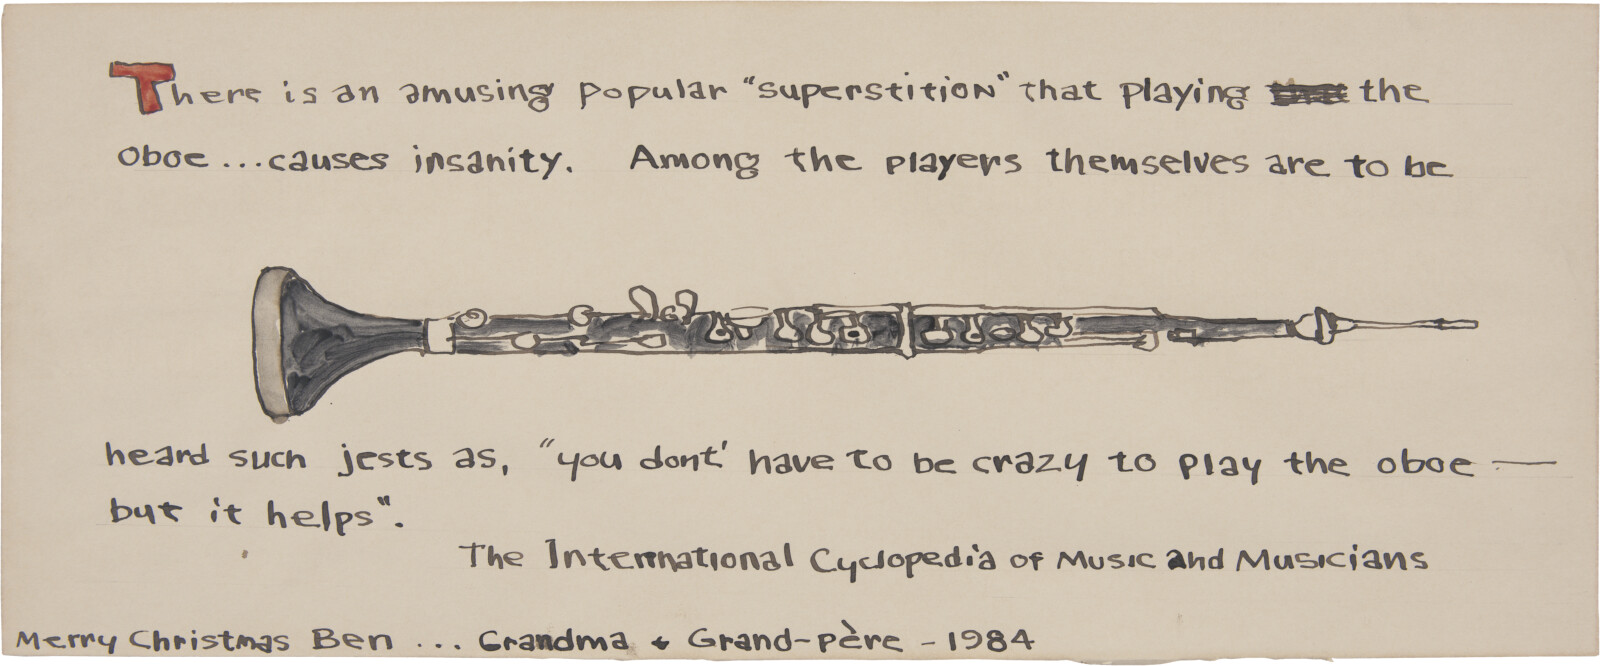 There is an amusing popular "superstition" that playing the
oboe ... causes insanity. Among the players themselves are to be
heard such jests as, "you dont' have to be crazy to play the oboe —
but it helps".
The International Cyclopedia of Music and Musicians
Merry Christmas Ben ... Grandma + Grand-père - 1984